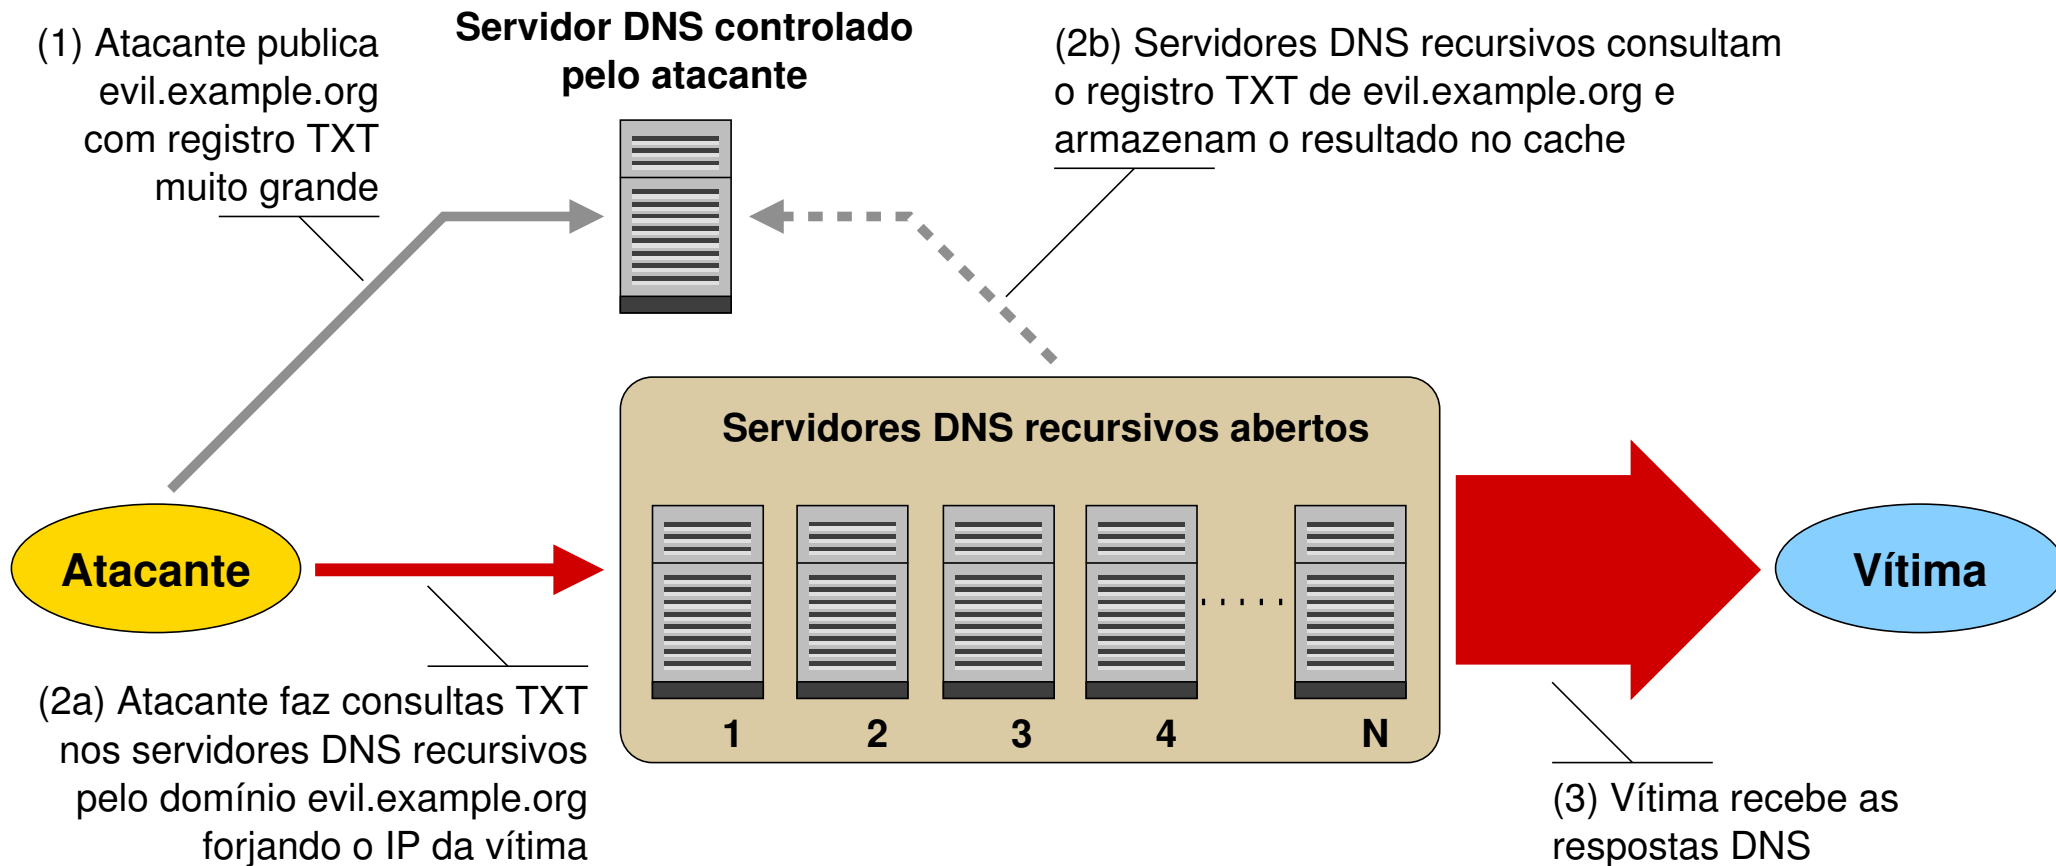 (1) Atacante publica
evil.example.org
com registro TXT
muito grande
Servidor DNS controlado
pelo atacante
(2b) Servidores DNS recursivos consultam
o registro TXT de evil.example.org e
armazenam o resultado no cache
Servidores DNS recursivos abertos
Atacante
Vítima
1 2 3 4 N
(2a) Atacante faz consultas TXT
nos servidores DNS recursivos
pelo domínio evil.example.org
forjando o IP da vítima
(3) Vítima recebe as
respostas DNS